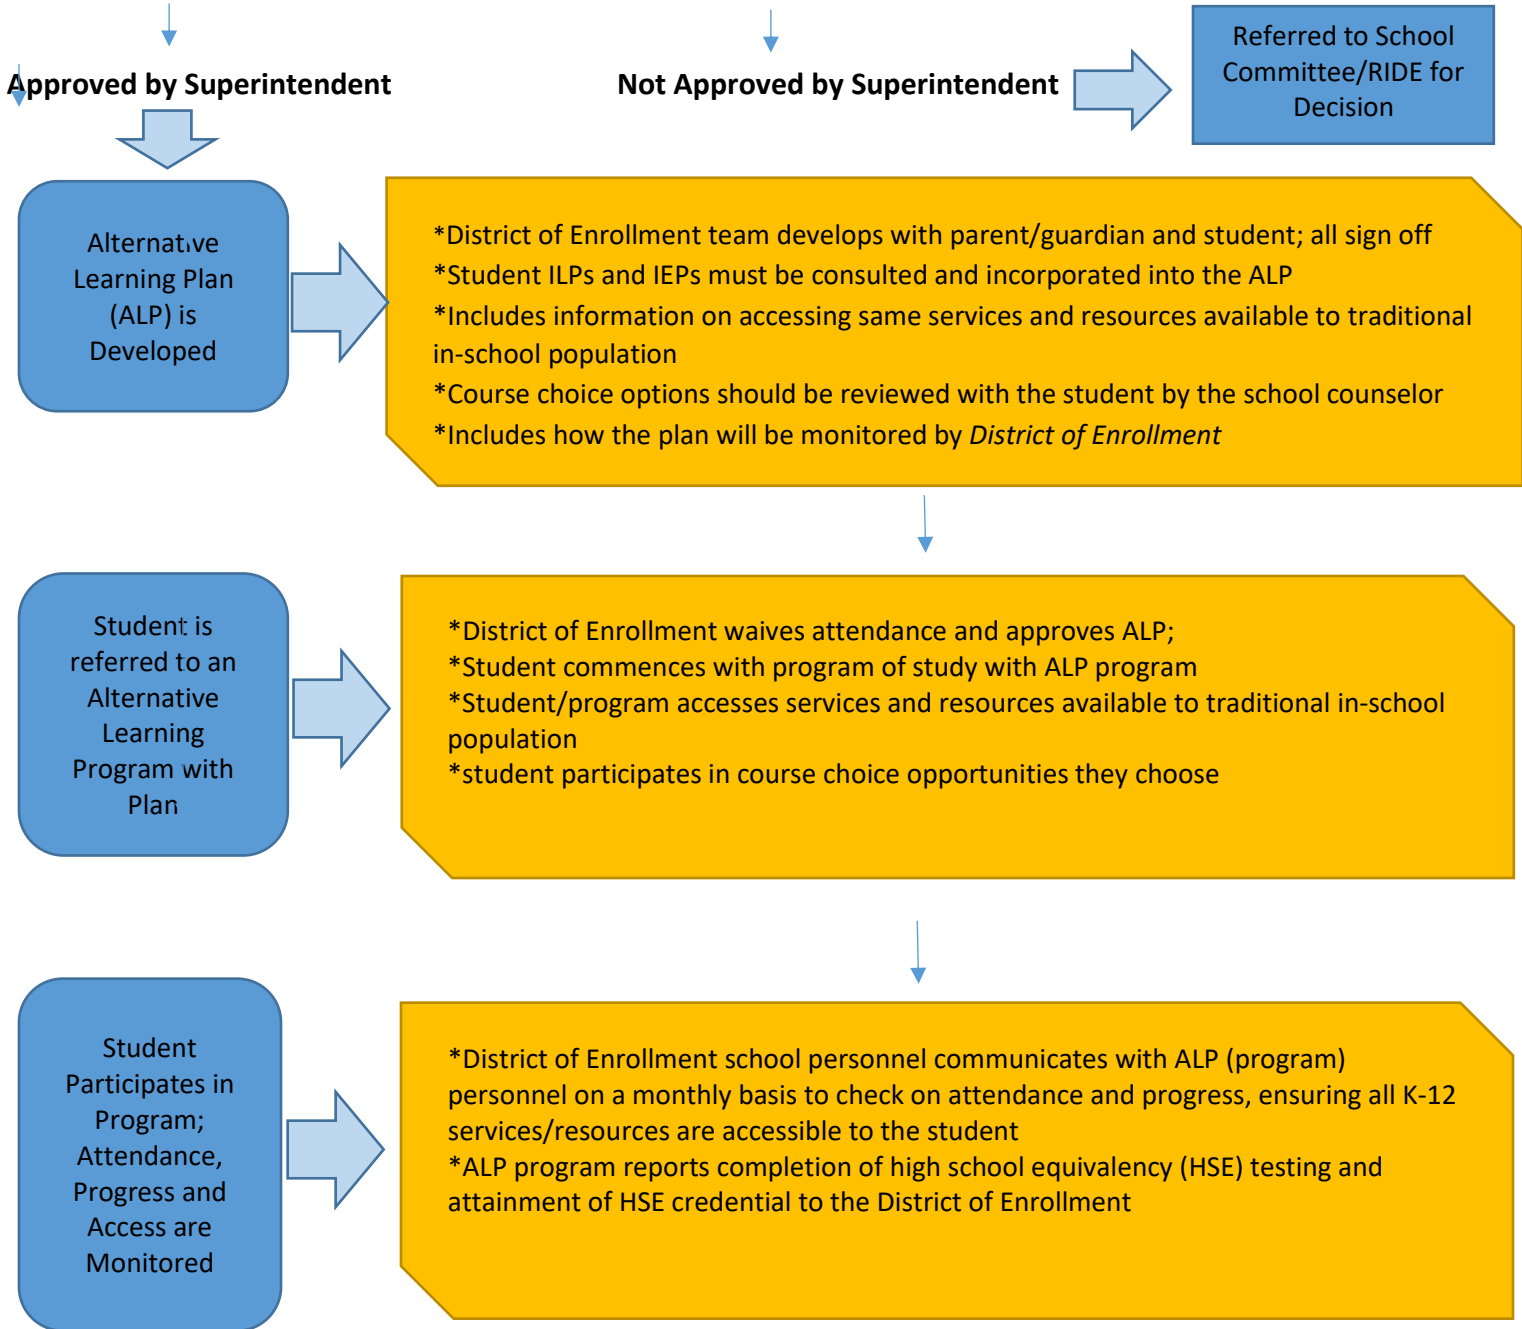 Approved by Superintendent
Not Approved by Superintendent
Referred to School
Committee/RIDE for
Decision
Alternative
Learning Plan
(ALP) is
Developed
*District of Enrollment team develops with parent/guardian and student; all sign off
*Student ILPs and IEPs must be consulted and incorporated into the ALP
*Includes information on accessing same services and resources available to traditional
in-school population
*Course choice options should be reviewed with the student by the school counselor
*Includes how the plan will be monitored by District of Enrollment
Student is
referred to an
Alternative
Learning
Program with
Plan
*District of Enrollment waives attendance and approves ALP;
*Student commences with program of study with ALP program
*Student/program accesses services and resources available to traditional in-school
population
*student participates in course choice opportunities they choose
Student
Participates in
Program;
Attendance,
Progress and
Access are
Monitored
*District of Enrollment school personnel communicates with ALP (program)
personnel on a monthly basis to check on attendance and progress, ensuring all K-12
services/resources are accessible to the student
*ALP program reports completion of high school equivalency (HSE) testing and
attainment of HSE credential to the District of Enrollment